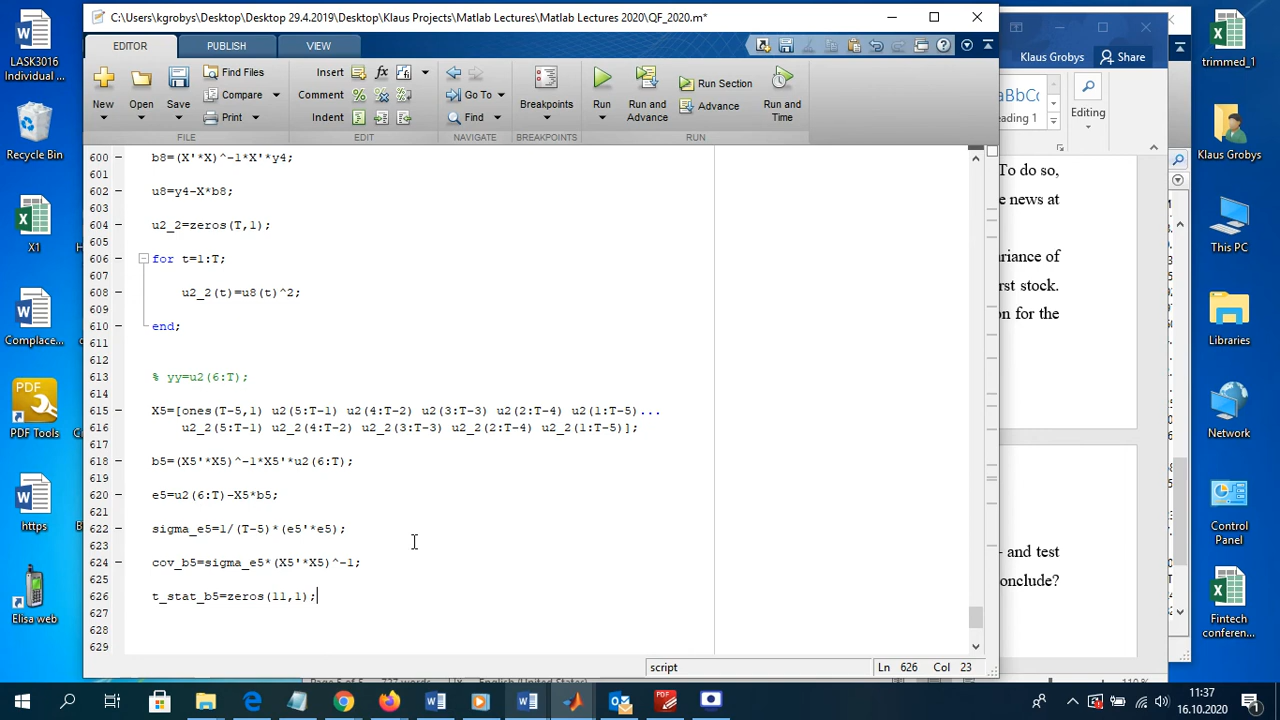 C:\Users\kgrobys\Desktop\Desktop 29.4.2019\Desktop\Klaus Projects\Matlab Lectures\Matlab Lectures 2020\QF_2020.m*
EDITOR PUBLISH VIEW
New Open Save Find Files Compare Print
Insert fx
Comment
Indent
Go To Find
Breakpoints
Run Run and Advance Run Section Advance Run and Time
FILE EDIT NAVIGATE BREAKPOINTS RUN
600 b8=(X'*X)^-1*X'*y4;
601
602 u8=y4-X*b8;
603
604 u2_2=zeros(T,1);
605
606 for t=1:T;
607
608 u2_2(t)=u8(t)^2;
609
610 end;
611
612
613 % yy=u2(6:T);
614
615 X5=[ones(T-5,1) u2(5:T-1) u2(4:T-2) u2(3:T-3) u2(2:T-4) u2(1:T-5)...
616 u2_2(5:T-1) u2_2(4:T-2) u2_2(3:T-3) u2_2(2:T-4) u2_2(1:T-5)];
617
618 b5=(X5'*X5)^-1*X5'*u2(6:T);
619
620 e5=u2(6:T)-X5*b5;
621
622 sigma_e5=1/(T-5)*(e5'*e5);
623
624 cov_b5=sigma_e5*(X5'*X5)^-1;
625
626 t_stat_b5=zeros(11,1);
627
628
629
script Ln 626 Col 23
LASK3016
Individual ...
Recycle Bin
X1
Complace...
PDF
PDF Tools
https
Elisa web
Klaus Grobys Share
AaBbC
eading 1
Editing
To do so,
e news at
ariance of
rst stock.
on for the
- and test
onclude?
trimmed_1
Klaus Grobys
This PC
Libraries
Network
Control
Panel
Fintech
conferen...
11:37
16.10.2020